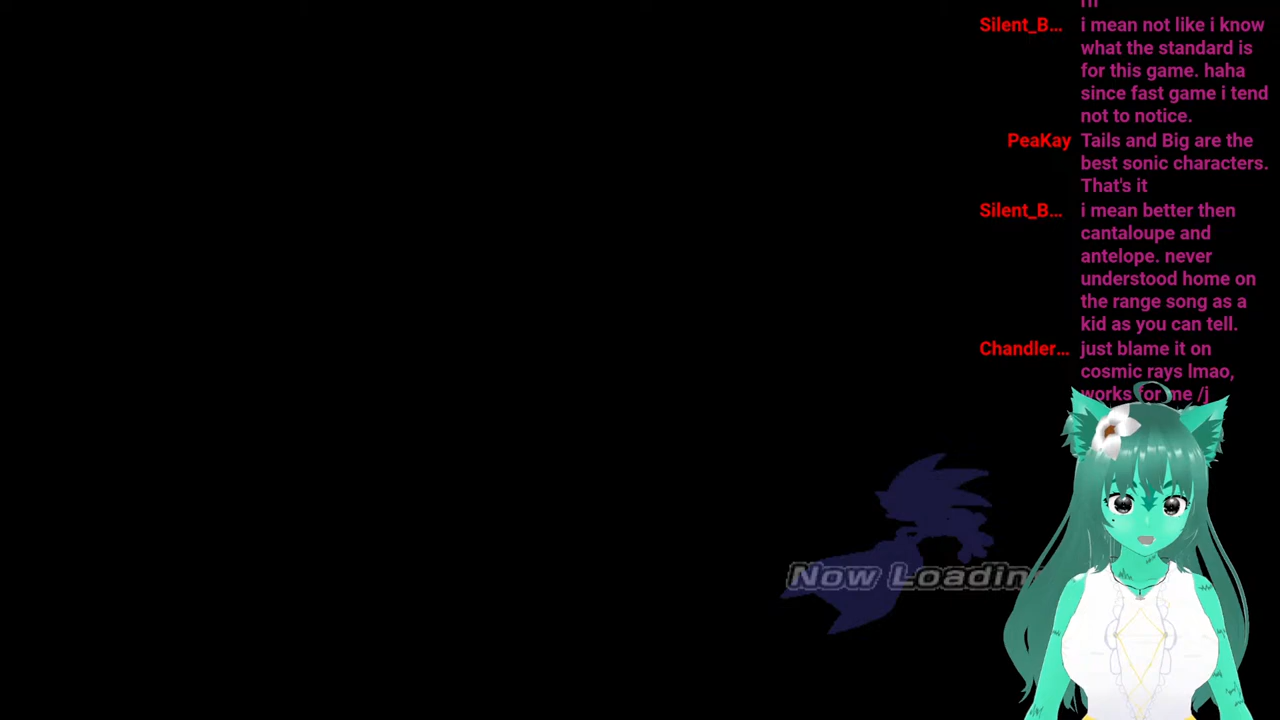 Silent_B... i mean not like i know
what the standard is
for this game. haha
since fast game i tend
not to notice.
PeaKay Tails and Big are the
best sonic characters.
That's it
Silent_B... i mean better then
cantaloupe and
antelope. never
understood home on
the range song as a
kid as you can tell.
Chandler... just blame it on
cosmic rays lmao,
works for me /j
Now Loadin